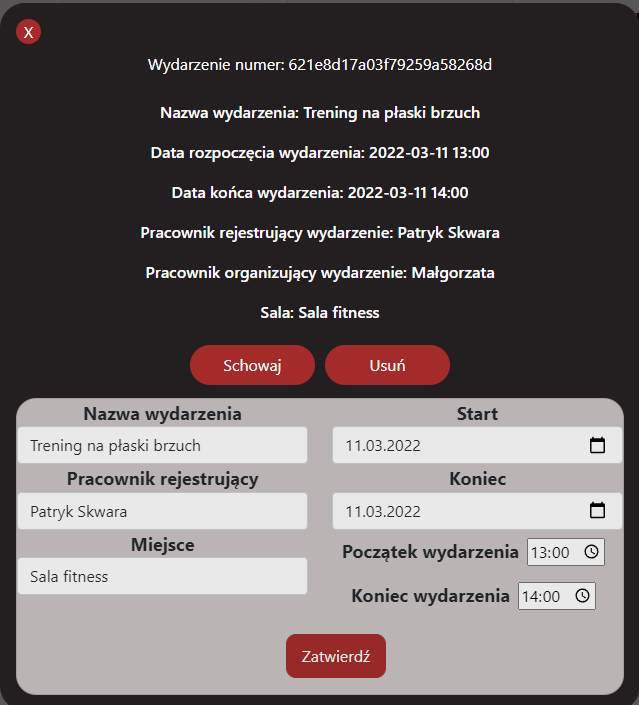 X
Wydarzenie numer: 621e8d17a03f79259a58268d
Nazwa wydarzenia: Trening na płaski brzuch
Data rozpoczęcia wydarzenia: 2022-03-11 13:00
Data końca wydarzenia: 2022-03-11 14:00
Pracownik rejestrujący wydarzenie: Patryk Skwara
Pracownik organizujący wydarzenie: Małgorzata
Sala: Sala fitness
Schowaj Usuń
Nazwa wydarzenia Start
Trening na płaski brzuch 11.03.2022
Pracownik rejestrujący Koniec
Patryk Skwara 11.03.2022
Miejsce Początek wydarzenia 13:00
Sala fitness Koniec wydarzenia 14:00
Zatwierdź